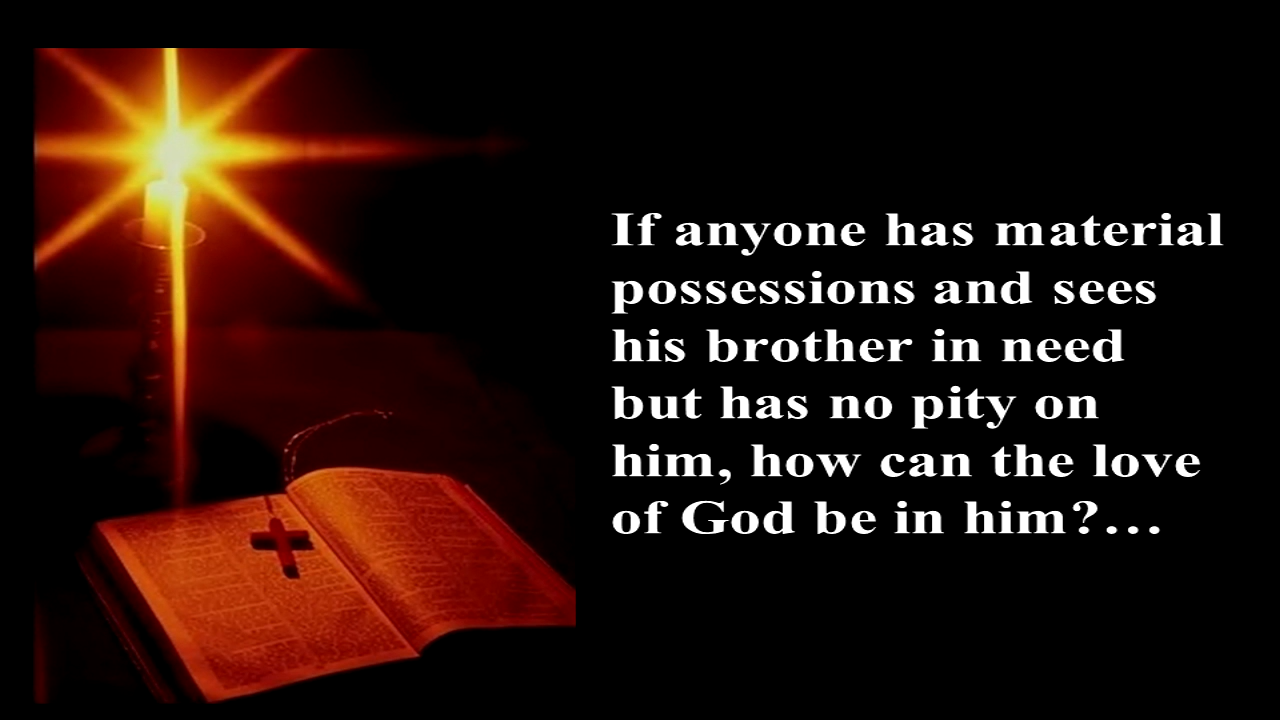 If anyone has material
possessions and sees
his brother in need
but has no pity on
him, how can the love
of God be in him?...